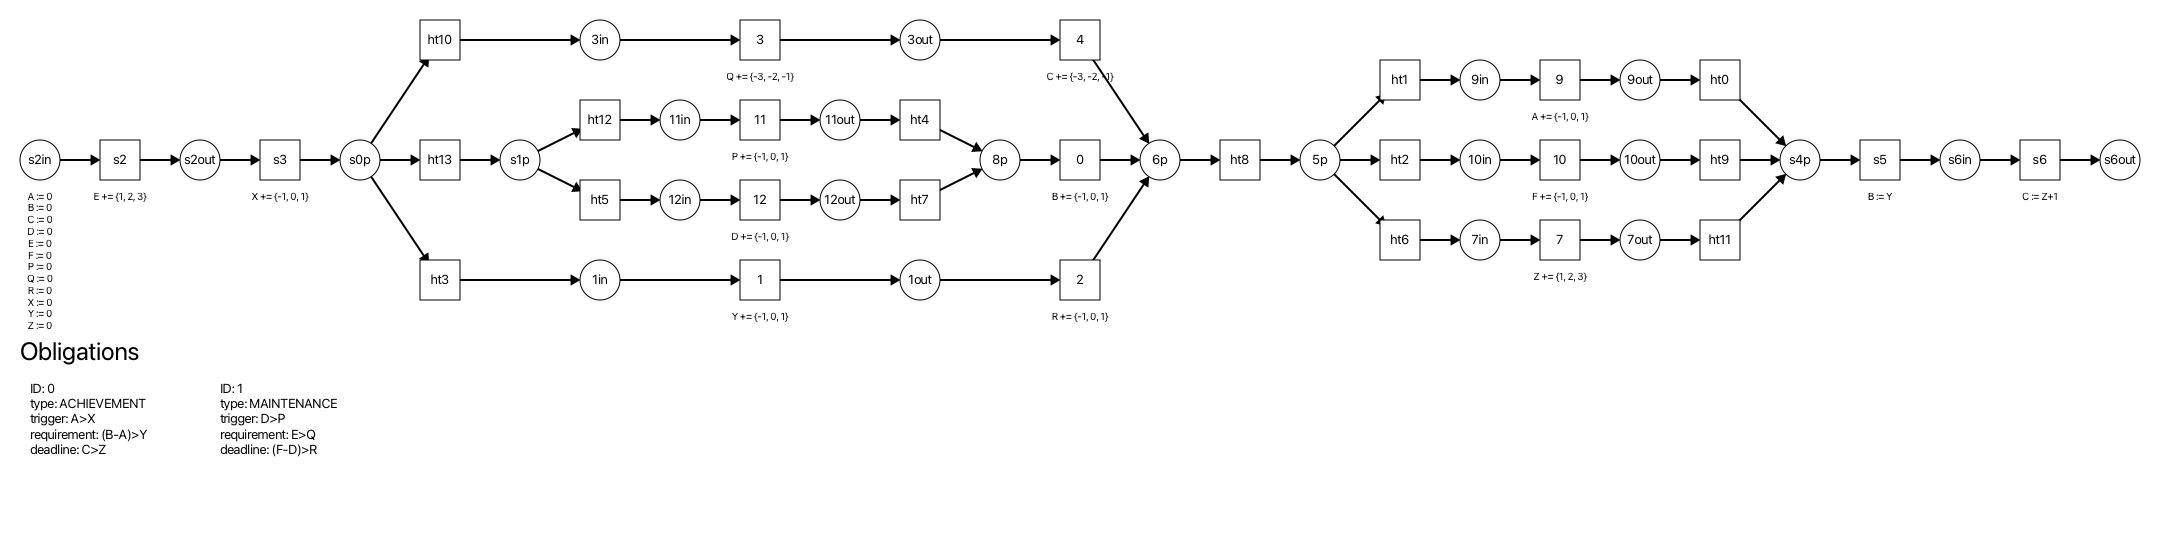 ht10
3in
3
3out
4
Q += {-3, -2, -1}
C += {-3, -2, -1}
ht1
9in
9
9out
ht0
A += {-1, 0, 1}
ht12
11in
11
11out
ht4
P += {-1, 0, 1}
s2in
s2
s2out
s3
s0p
ht13
s1p
8p
0
6p
ht8
5p
ht2
10in
10
10out
ht9
s4p
s5
s6in
s6
s6out
E += {1, 2, 3}
X += {-1, 0, 1}
B += {-1, 0, 1}
F += {-1, 0, 1}
B := Y
C := Z+1
A := 0
B := 0
C := 0
D := 0
E := 0
F := 0
P := 0
Q := 0
R := 0
X := 0
Y := 0
Z := 0
ht5
12in
12
12out
ht7
D += {-1, 0, 1}
ht6
7in
7
7out
ht11
Z += {1, 2, 3}
ht3
1in
1
1out
2
Y += {-1, 0, 1}
R += {-1, 0, 1}
Obligations
ID: 0
type: ACHIEVEMENT
trigger: A>X
requirement: (B-A)>Y
deadline: C>Z
ID: 1
type: MAINTENANCE
trigger: D>P
requirement: E>Q
deadline: (F-D)>R